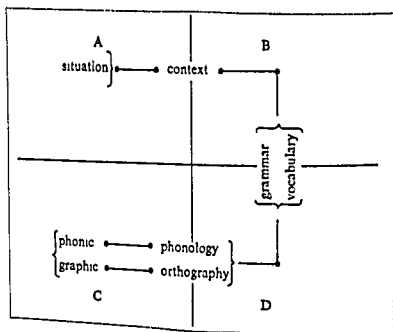 A
B
situation
context
grammar
vocabulary
phonic
phonology
graphic
orthography
C
D